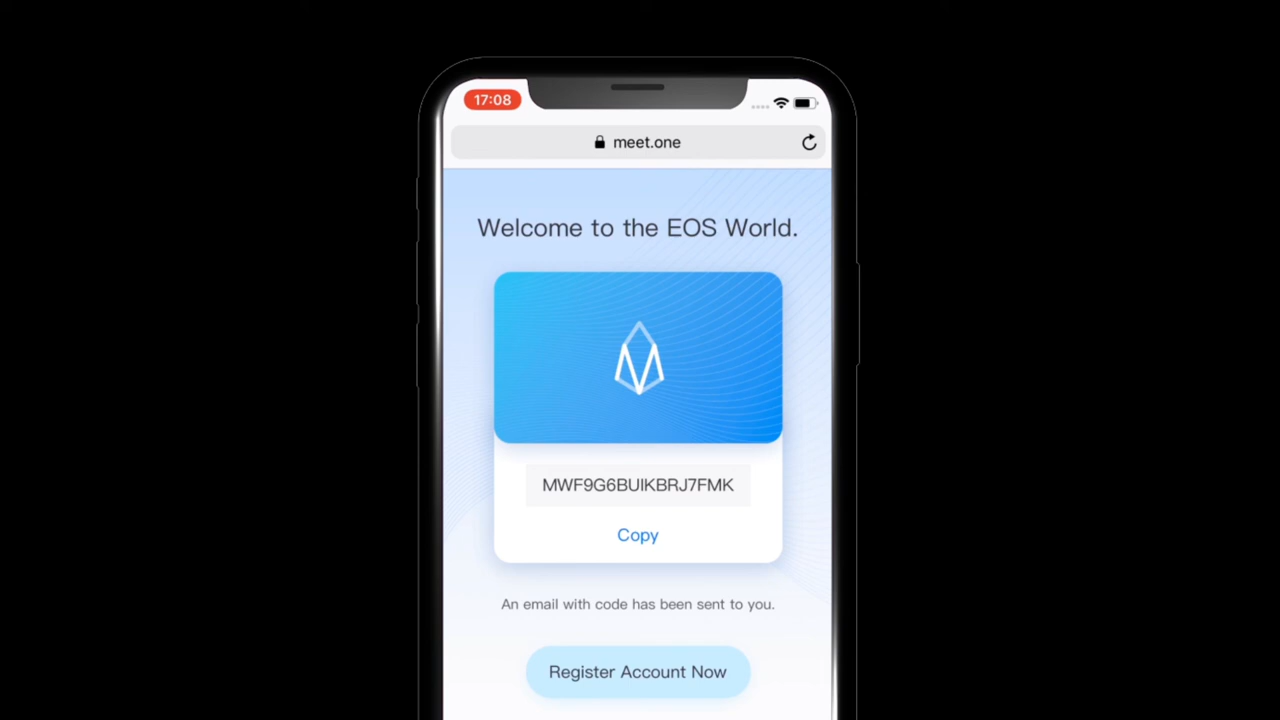 17:08
meet.one
Welcome to the EOS World.
MWF9G6BUIKBRJ7FMK
Copy
An email with code has been sent to you.
Register Account Now